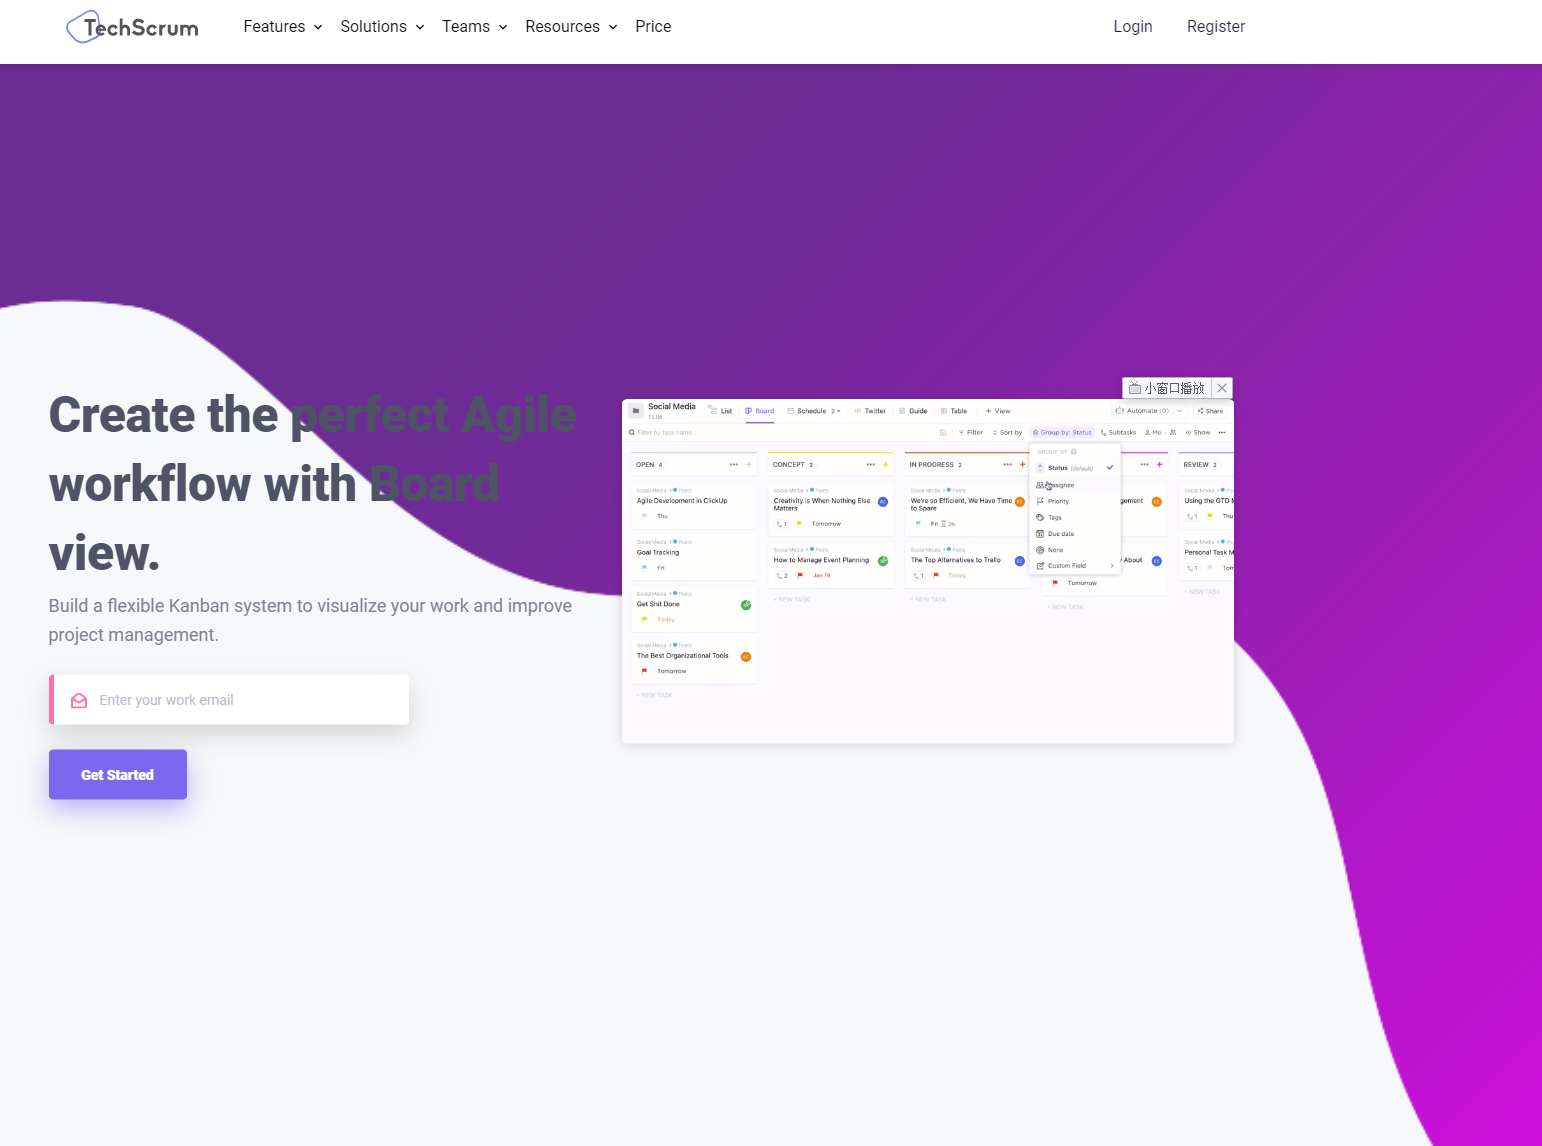 TechScrum
Features
Solutions
Teams
Resources
Price
Login
Register
Create the perfect Agile
workflow with Board
view.
Build a flexible Kanban system to visualize your work and improve
project management.
Enter your work email
Get Started
小窗口播放
Social Media
1 List
List
Board
Schedule
2
Twitter
Guide
Table
+ View
Automate (0)
Share
Filter by task name...
Filter
Sort by
Group by: Status
Subtasks
Me
Show
OPEN 4
Social Media > Posts
Agile Development in ClickUp
Thu
Social Media > Posts
Goal Tracking
Fri
Social Media > Posts
Get Shit Done
Today
Social Media > Posts
The Best Organizational Tools
EC
Tomorrow
+ NEW TASK
CONCEPT 2
Social Media > Posts
Creativity is When Nothing Else
Matters
EC
1
Tomorrow
Social Media > Posts
How to Manage Event Planning
2
Jan 19
+ NEW TASK
IN PROGRESS 2
Social Media > Posts
We're so Efficient, We Have Time
to Spare
EC
Fri
2h
Social Media > Posts
The Top Alternatives to Trello
EC
1
Today
+ NEW TASK
GROUP BY
Status (default)
Assignee
Priority
Tags
Due date
None
Custom Field
gement
EC
About
EC
Tomorrow
+ NEW TASK
REVIEW 2
Social Media > Posts
Using the GTD M
1
Thu
Social Media > Posts
Personal Task M
1
Tom
+ NEW TASK